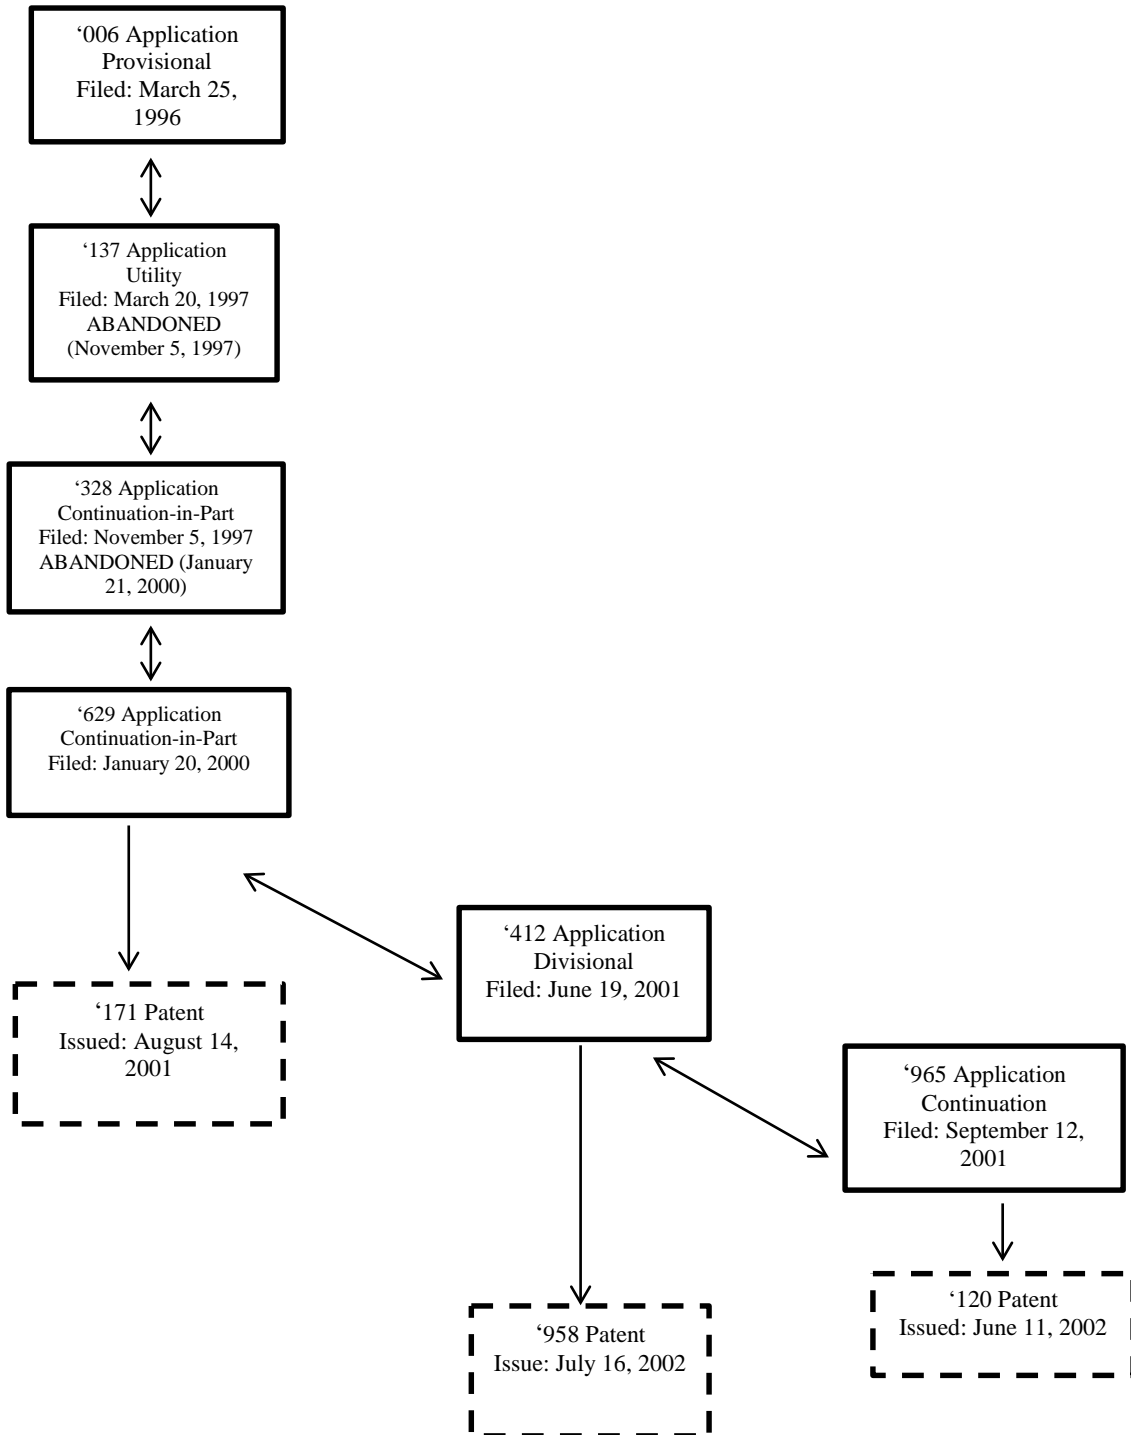 ‘006 Application
Provisional
Filed: March 25,
1996
‘137 Application
Utility
Filed: March 20, 1997
ABANDONED
(November 5, 1997)
‘328 Application
Continuation-in-Part
Filed: November 5, 1997
ABANDONED (January
21, 2000)
‘629 Application
Continuation-in-Part
Filed: January 20, 2000
‘412 Application
Divisional
Filed: June 19, 2001
‘171 Patent
Issued: August 14,
2001
‘965 Application
Continuation
Filed: September 12,
2001
‘120 Patent
Issued: June 11, 2002
‘958 Patent
Issue: July 16, 2002